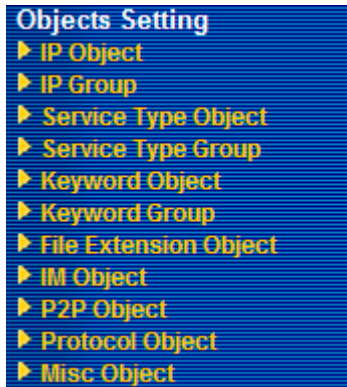 Objects Setting
IP Object
IP Group
Service Type Object
Service Type Group
Keyword Object
Keyword Group
File Extension Object
IM Object
P2P Object
Protocol Object
Misc Object